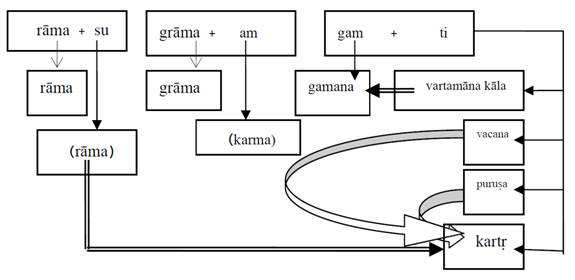 rāma + su
grāma + am
gam + ti
rāma
grāma
gamana
vartamāna kāla
(rāma)
(karma)
vacana
puruṣa
kartṛ